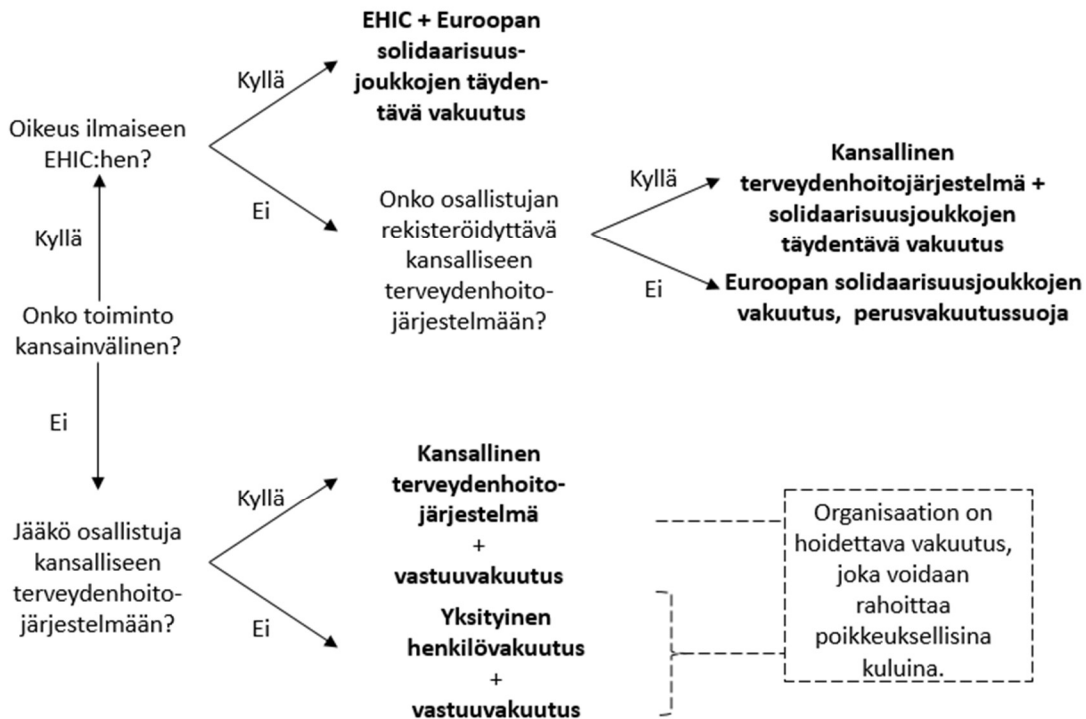 EHIC + Euroopan
solidaarisuus-
joukkojen täyden-
tävä vakuutus
Kyllä
Oikeus ilmaiseen
EHIC:hen?
Ei
Kyllä
Onko osallistujan
rekisteröidyttävä
kansalliseen
terveydenhoito-
järjestelmään?
Kyllä
Kansallinen
terveydenhoitojärjestelmä +
solidaarisuusjoukkojen
täydentävä vakuutus
Ei
Euroopan solidaarisuusjoukkojen
vakuutus, perusvakuutussuoja
Onko toiminto
kansainvälinen?
Ei
Jääkö osallistuja
kansalliseen
terveydenhoito-
järjestelmään?
Kyllä
Kansallinen
terveydenhoito-
järjestelmä
+
vastuuvakuutus
Ei
Yksityinen
henkilövakuutus
+
vastuuvakuutus
Organisaation on
hoidettava vakuutus,
joka voidaan
rahoittaa
poikkeuksellisina
kuluina.